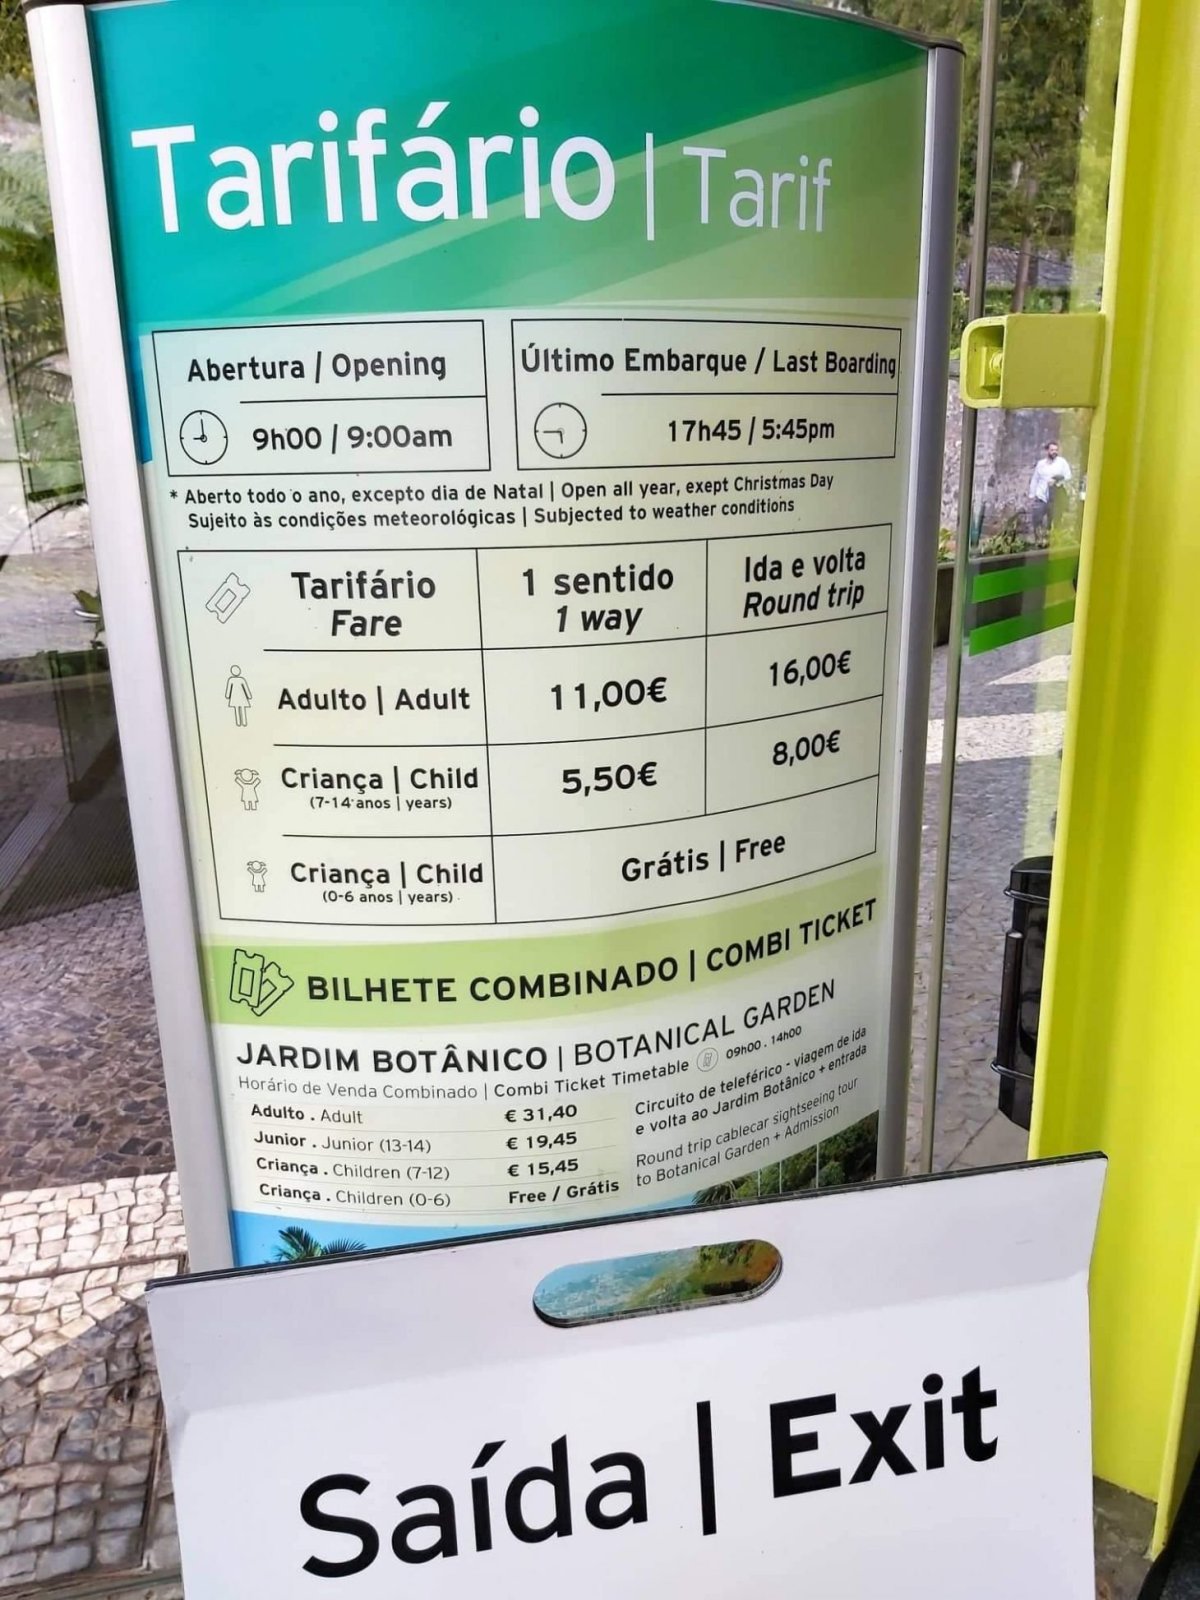 Tarifário | Tarif
Abertura / Opening
9h00 / 9:00am
Último Embarque / Last Boarding
17h45 / 5:45pm
* Aberto todo o ano, excepto dia de Natal | Open all year, exept Christmas Day
Sujeito às condições meteorológicas | Subjected to weather conditions
Tarifário
Fare
1 sentido
1 way
Ida e volta
Round trip
Adulto | Adult
11,00€
16,00€
Criança | Child
(7-14 anos | years)
5,50€
8,00€
Criança | Child
(0-6 anos | years)
Grátis | Free
BILHETE COMBINADO | COMBI TICKET
JARDIM BOTÂNICO | BOTANICAL GARDEN
Horário de Venda Combinado | Combi Ticket Timetable 09h00 . 14h00
Adulto . Adult € 31,40
Junior . Junior (13-14) € 19,45
Criança . Children (7-12) € 15,45
Criança . Children (0-6) Free / Grátis
Circuito de teleférico - viagem de ida
e volta ao Jardim Botânico + entrada
Round trip cablecar sightseeing tour
to Botanical Garden + Admission
Saída | Exit